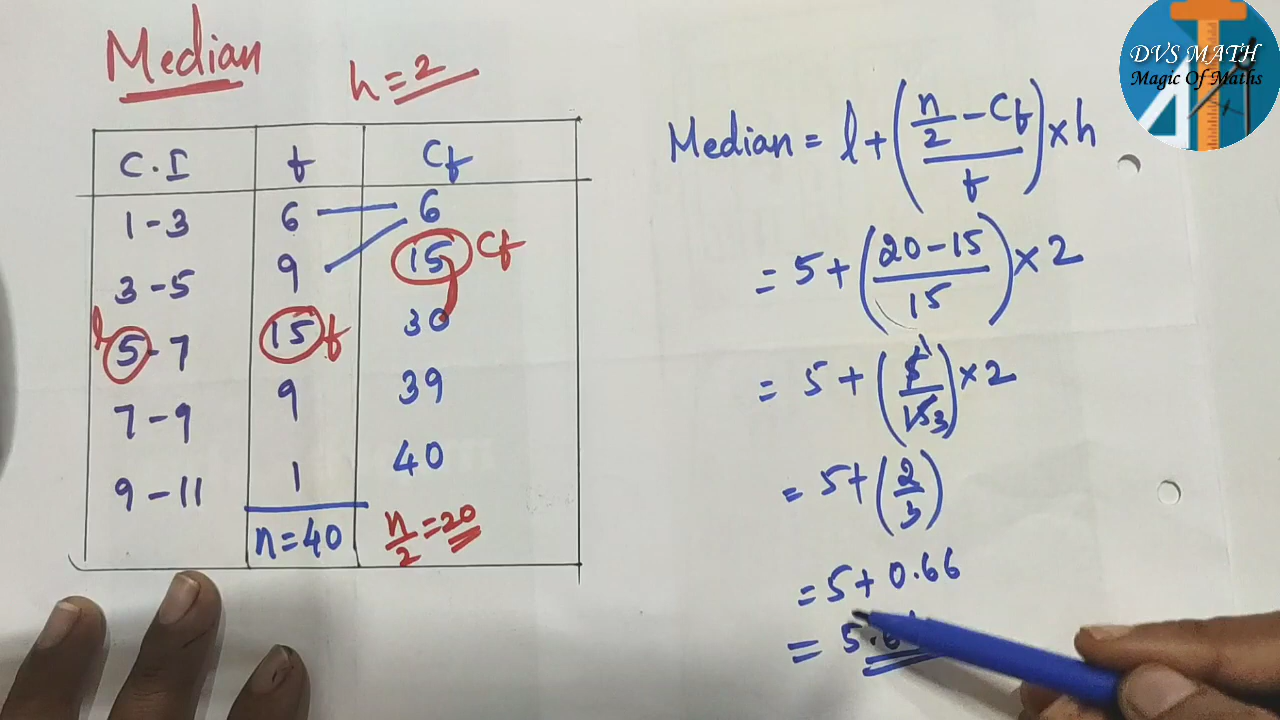 Median
h = 2
C.I f Cf
1 - 3 6 6
3 - 5 9 15 Cf
l 5 - 7 15 f 30
7 - 9 9 39
9 - 11 1 40
n = 40 n/2 = 20
DVS MATH
Magic Of Maths
Median = l + ( (n/2 - Cf) / f ) × h
= 5 + ( (20 - 15) / 15 ) × 2
= 5 + ( 5 1 / 15 3 ) × 2
= 5 + ( 2/3 )
= 5 + 0.66